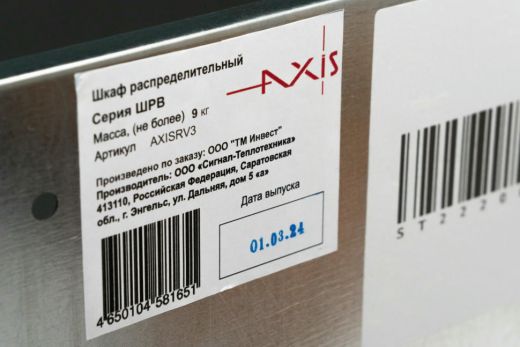 Шкаф распределительный
AXIS
Серия ШРВ
Масса, (не более) 9 кг
Артикул AXISRV3
Произведено по заказу: ООО "ТМ Инвест"
Производитель: ООО «Сигнал-Теплотехника»
413110, Российская Федерация, Саратовская
обл., г. Энгельс, ул. Дальняя, дом 5 «а»
Дата выпуска
01.03.24
4 650104 581651
ST2220